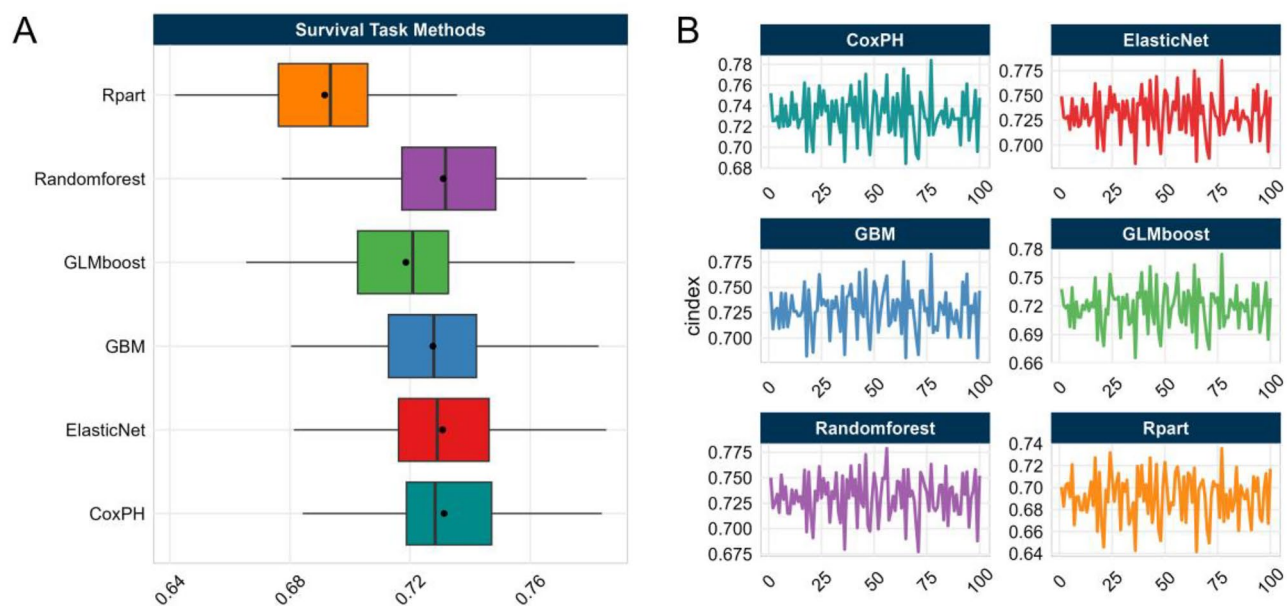 A
Survival Task Methods
Rpart
Randomforest
GLMboost
GBM
ElasticNet
CoxPH
0.64 0.68 0.72 0.76
B
cindex
CoxPH
0.78
0.76
0.74
0.72
0.70
0.68
0 25 50 75 100
ElasticNet
0.775
0.750
0.725
0.700
0 25 50 75 100
GBM
0.775
0.750
0.725
0.700
0 25 50 75 100
GLMboost
0.78
0.75
0.72
0.69
0.66
0 25 50 75 100
Randomforest
0.775
0.750
0.725
0.700
0.675
0 25 50 75 100
Rpart
0.74
0.72
0.70
0.68
0.66
0.64
0 25 50 75 100